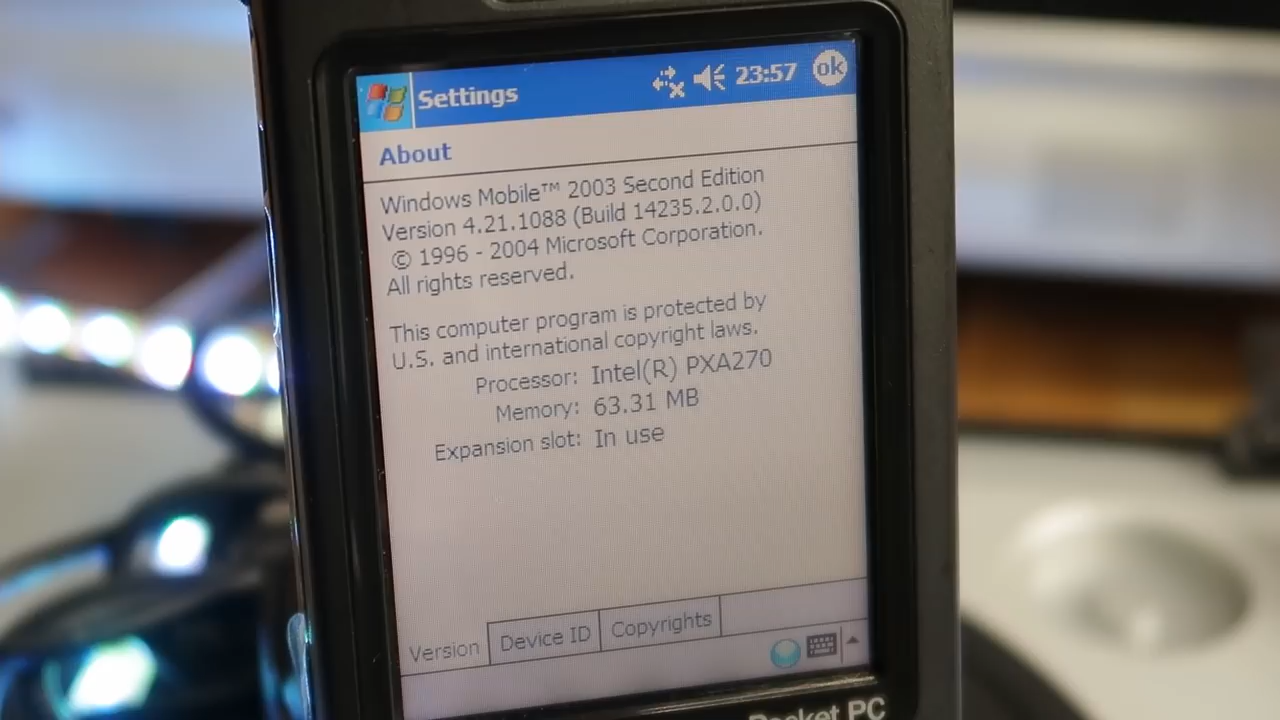 Settings 23:57 ok
About
Windows Mobile™ 2003 Second Edition
Version 4.21.1088 (Build 14235.2.0.0)
© 1996 - 2004 Microsoft Corporation.
All rights reserved.
This computer program is protected by
U.S. and international copyright laws.
Processor: Intel(R) PXA270
Memory: 63.31 MB
Expansion slot: In use
Version Device ID Copyrights
Pocket PC